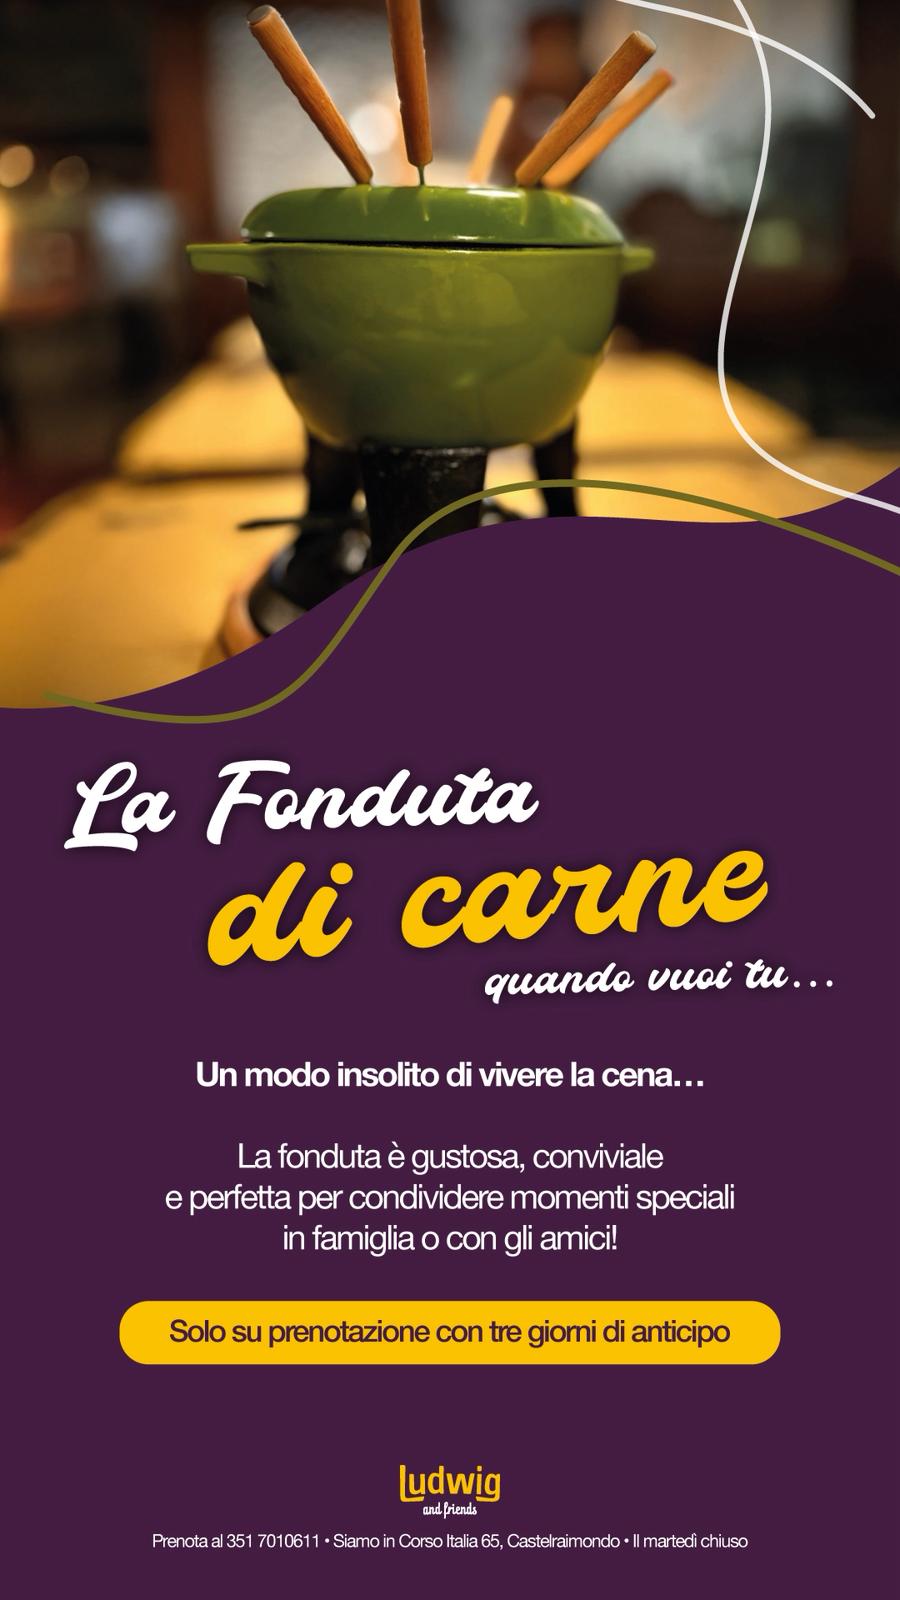 La Fonduta
di carne
quando vuoi tu...
Un modo insolito di vivere la cena...
La fonduta è gustosa, conviviale
e perfetta per condividere momenti speciali
in famiglia o con gli amici!
Solo su prenotazione con tre giorni di anticipo
Ludwig
and friends
Prenota al 351 7010611 • Siamo in Corso Italia 65, Castelraimondo • Il martedì chiuso